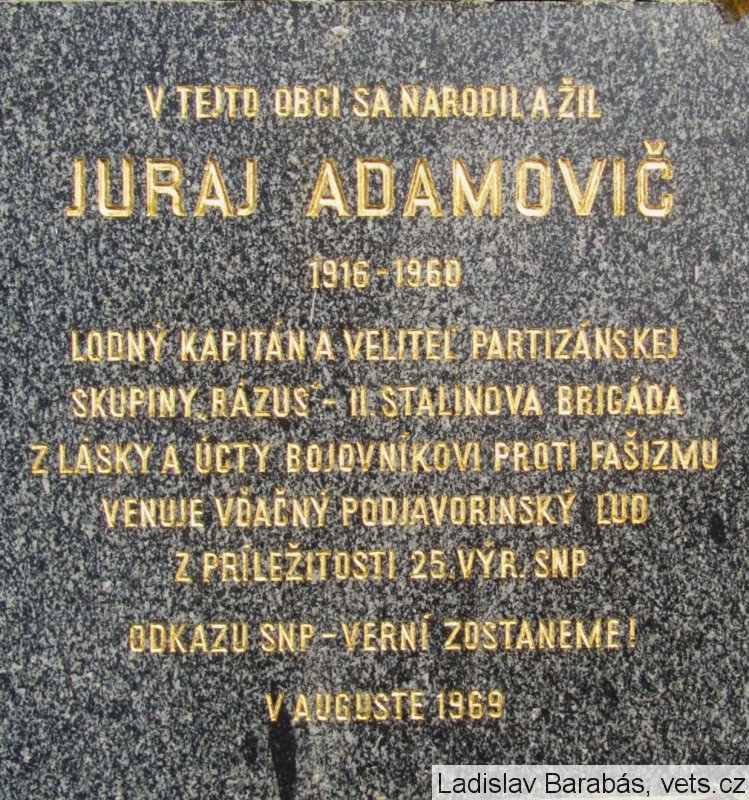 V TEJTO OBCI SA NARODIL A ŽIL
JURAJ ADAMOVIČ
1916 - 1960
LODNÝ KAPITÁN A VELITEĽ PARTIZÁNSKEJ
SKUPINY „RÁZUS“ - II. STALINOVA BRIGÁDA
Z LÁSKY A ÚCTY BOJOVNÍKOVI PROTI FAŠIZMU
VENUJE VĎAČNÝ PODJAVORINSKÝ ĽUD
Z PRÍLEŽITOSTI 25. VÝR. SNP
ODKAZU SNP - VERNÍ ZOSTANEME!
V AUGUSTE 1969
Ladislav Barabás, vets.cz